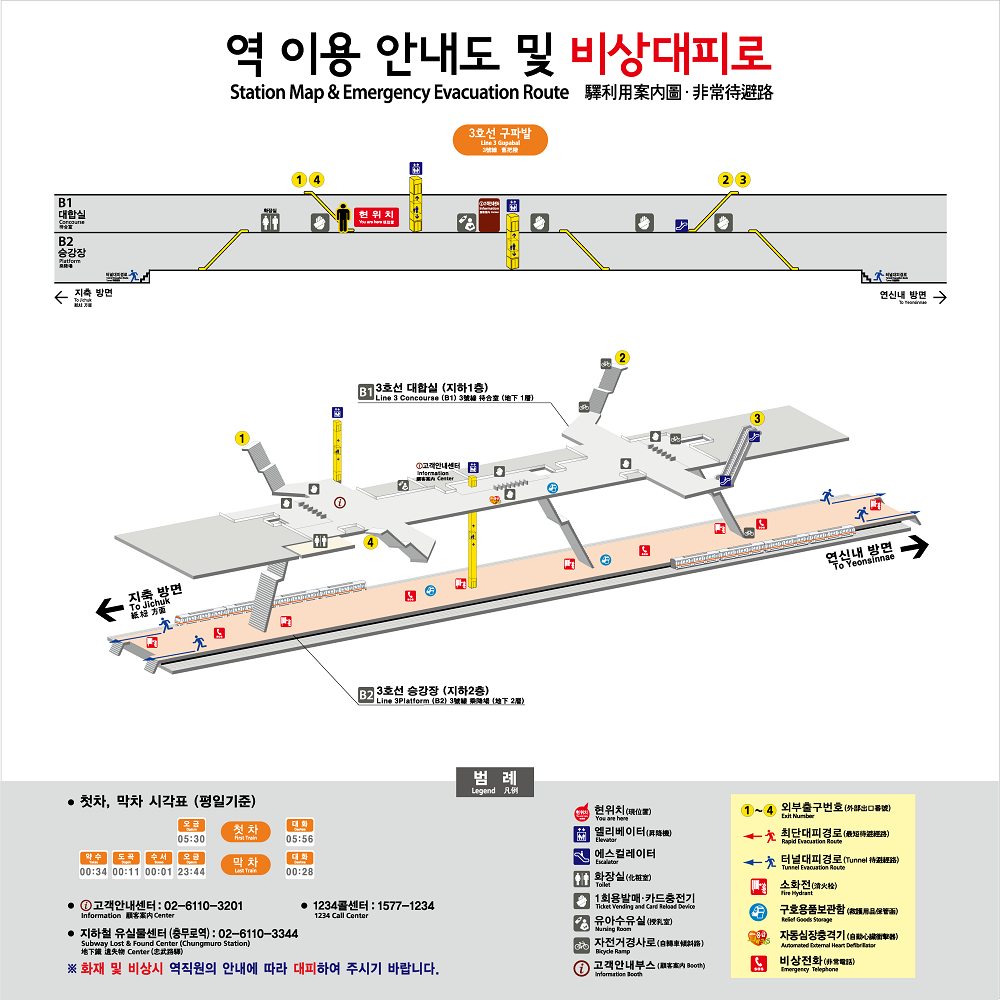 역 이용 안내도 및 비상대피로
Station Map & Emergency Evacuation Route 驛利用案內圖·非常待避路
3호선 구파발
Line 3 Gupabal
1 4
2 3
B1
대합실
Concourse
待合室
화장실
현위치
You are here 現位置
고객안내센터
Information
B2
승강장
Platform
乘降場
터널대피경로
터널대피경로
지축 방면
To Jichuk
紙杻 方面
연신내 방면
To Yeonsinnae
B1 3호선 대합실 (지하1층)
Line 3 Concourse (B1) 3號線 待合室 (地下 1層)
2
1
3
고객안내센터
Information
顧客案內 Center
4
연신내 방면
To Yeonsinnae
지축 방면
To Jichuk
紙杻 方面
B2 3호선 승강장 (지하2층)
Line 3Platform (B2) 3號線 乘降場 (地下 2層)
범 례
Legend 凡例
• 첫차, 막차 시각표 (평일기준)
오금 05:30
첫차
First Train
대화 05:56
약수 00:34
도곡 00:11
수서 00:01
오금 23:44
막차
Last Train
대화 00:28
• 고객안내센터 : 02-6110-3201
Information 顧客案內 Center
• 1234콜센터 : 1577-1234
1234 Call Center
• 지하철 유실물센터 (충무로역) : 02-6110-3344
Subway Lost & Found Center (Chungmuro Station)
地下鐵 遺失物 Center (忠武路驛)
※ 화재 및 비상시 역직원의 안내에 따라 대피하여 주시기 바랍니다.
현위치(現位置)
You are here
엘리베이터(昇降機)
Elevator
에스컬레이터
Escalator
화장실(化粧室)
Toilet
1회용발매·카드충전기
Ticket Vending and Card Reload Device
유아수유실(授乳室)
Nursing Room
자전거경사로(自轉車傾斜路)
Bicycle Ramp
고객안내부스(顧客案內 Booth)
Information Booth
1~4 외부출구번호(外部出口番號)
Exit Number
최단대피경로(最短待避經路)
Rapid Evacuation Route
터널대피경로(Tunnel 待避經路)
Tunnel Evacuation Route
소화전(消火栓)
Fire Hydrant
구호용품보관함(救護用品保管函)
Relief Goods Storage
자동심장충격기(自動心臟衝擊器)
Automated External Heart Defibrillator
비상전화(非常電話)
Emergency Telephone